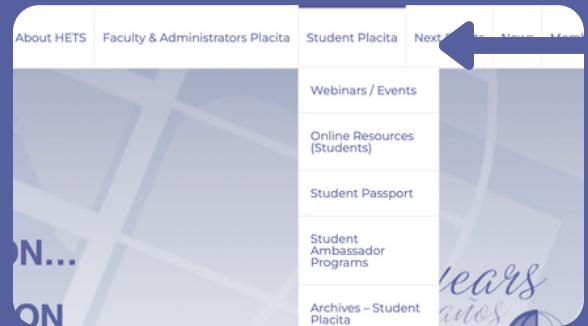 About HETS
Faculty & Administrators Placita
Student Placita
Next
News
Webinars / Events
Online Resources
(Students)
Student Passport
Student
Ambassador
Programs
Archives – Student
Placita
ON...
ON
years
años